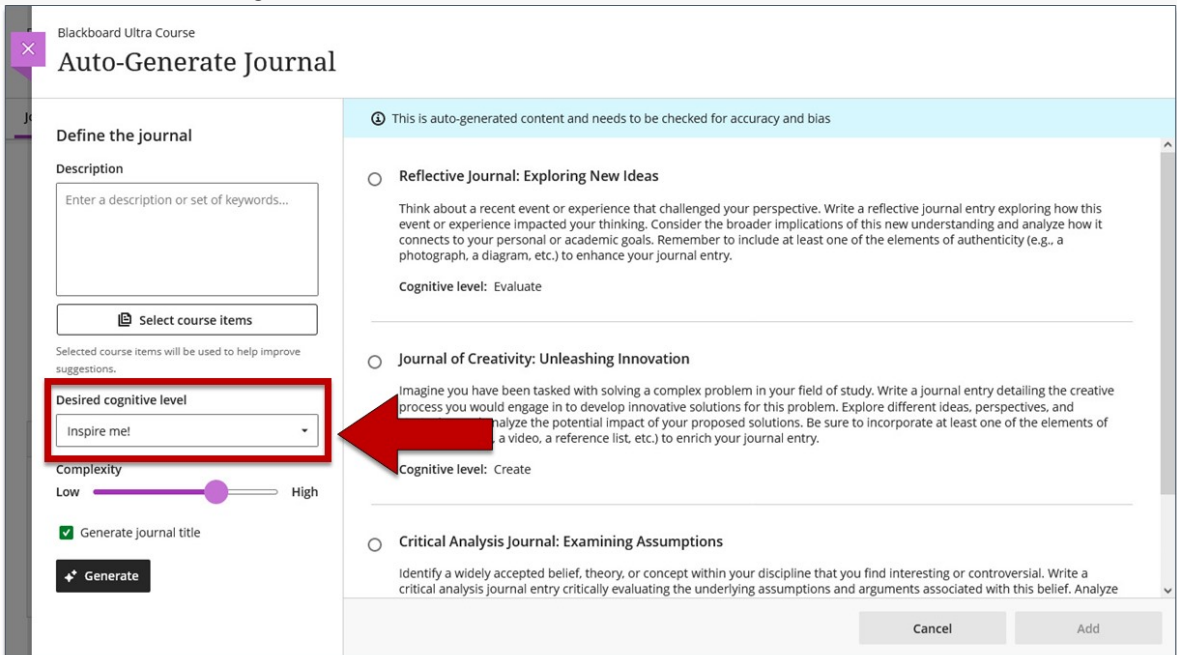 Blackboard Ultra Course
Auto-Generate Journal
Define the journal
Description
Enter a description or set of keywords...
Select course items
Selected course items will be used to help improve
suggestions.
Desired cognitive level
Inspire me!
Complexity
Low
High
Generate journal title
Generate
This is auto-generated content and needs to be checked for accuracy and bias
Reflective Journal: Exploring New Ideas
Think about a recent event or experience that challenged your perspective. Write a reflective journal entry exploring how this
event or experience impacted your thinking. Consider the broader implications of this new understanding and analyze how it
connects to your personal or academic goals. Remember to include at least one of the elements of authenticity (e.g., a
photograph, a diagram, etc.) to enhance your journal entry.
Cognitive level: Evaluate
Journal of Creativity: Unleashing Innovation
Imagine you have been tasked with solving a complex problem in your field of study. Write a journal entry detailing the creative
process you would engage in to develop innovative solutions for this problem. Explore different ideas, perspectives, and
the potential impact of your proposed solutions. Be sure to incorporate at least one of the elements of
a video, a reference list, etc.) to enrich your journal entry.
Cognitive level: Create
Critical Analysis Journal: Examining Assumptions
Identify a widely accepted belief, theory, or concept within your discipline that you find interesting or controversial. Write a
critical analysis journal entry critically evaluating the underlying assumptions and arguments associated with this belief. Analyze
Cancel
Add